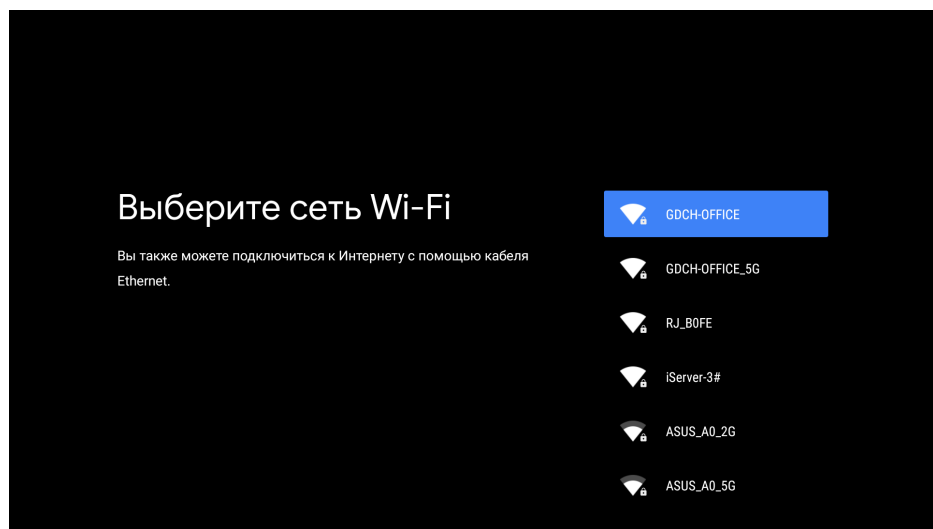 Выберите сеть Wi-Fi
Вы также можете подключиться к Интернету с помощью кабеля
Ethernet.
GDCH-OFFICE
GDCH-OFFICE_5G
RJ_B0FE
iServer-3#
ASUS_A0_2G
ASUS_A0_5G